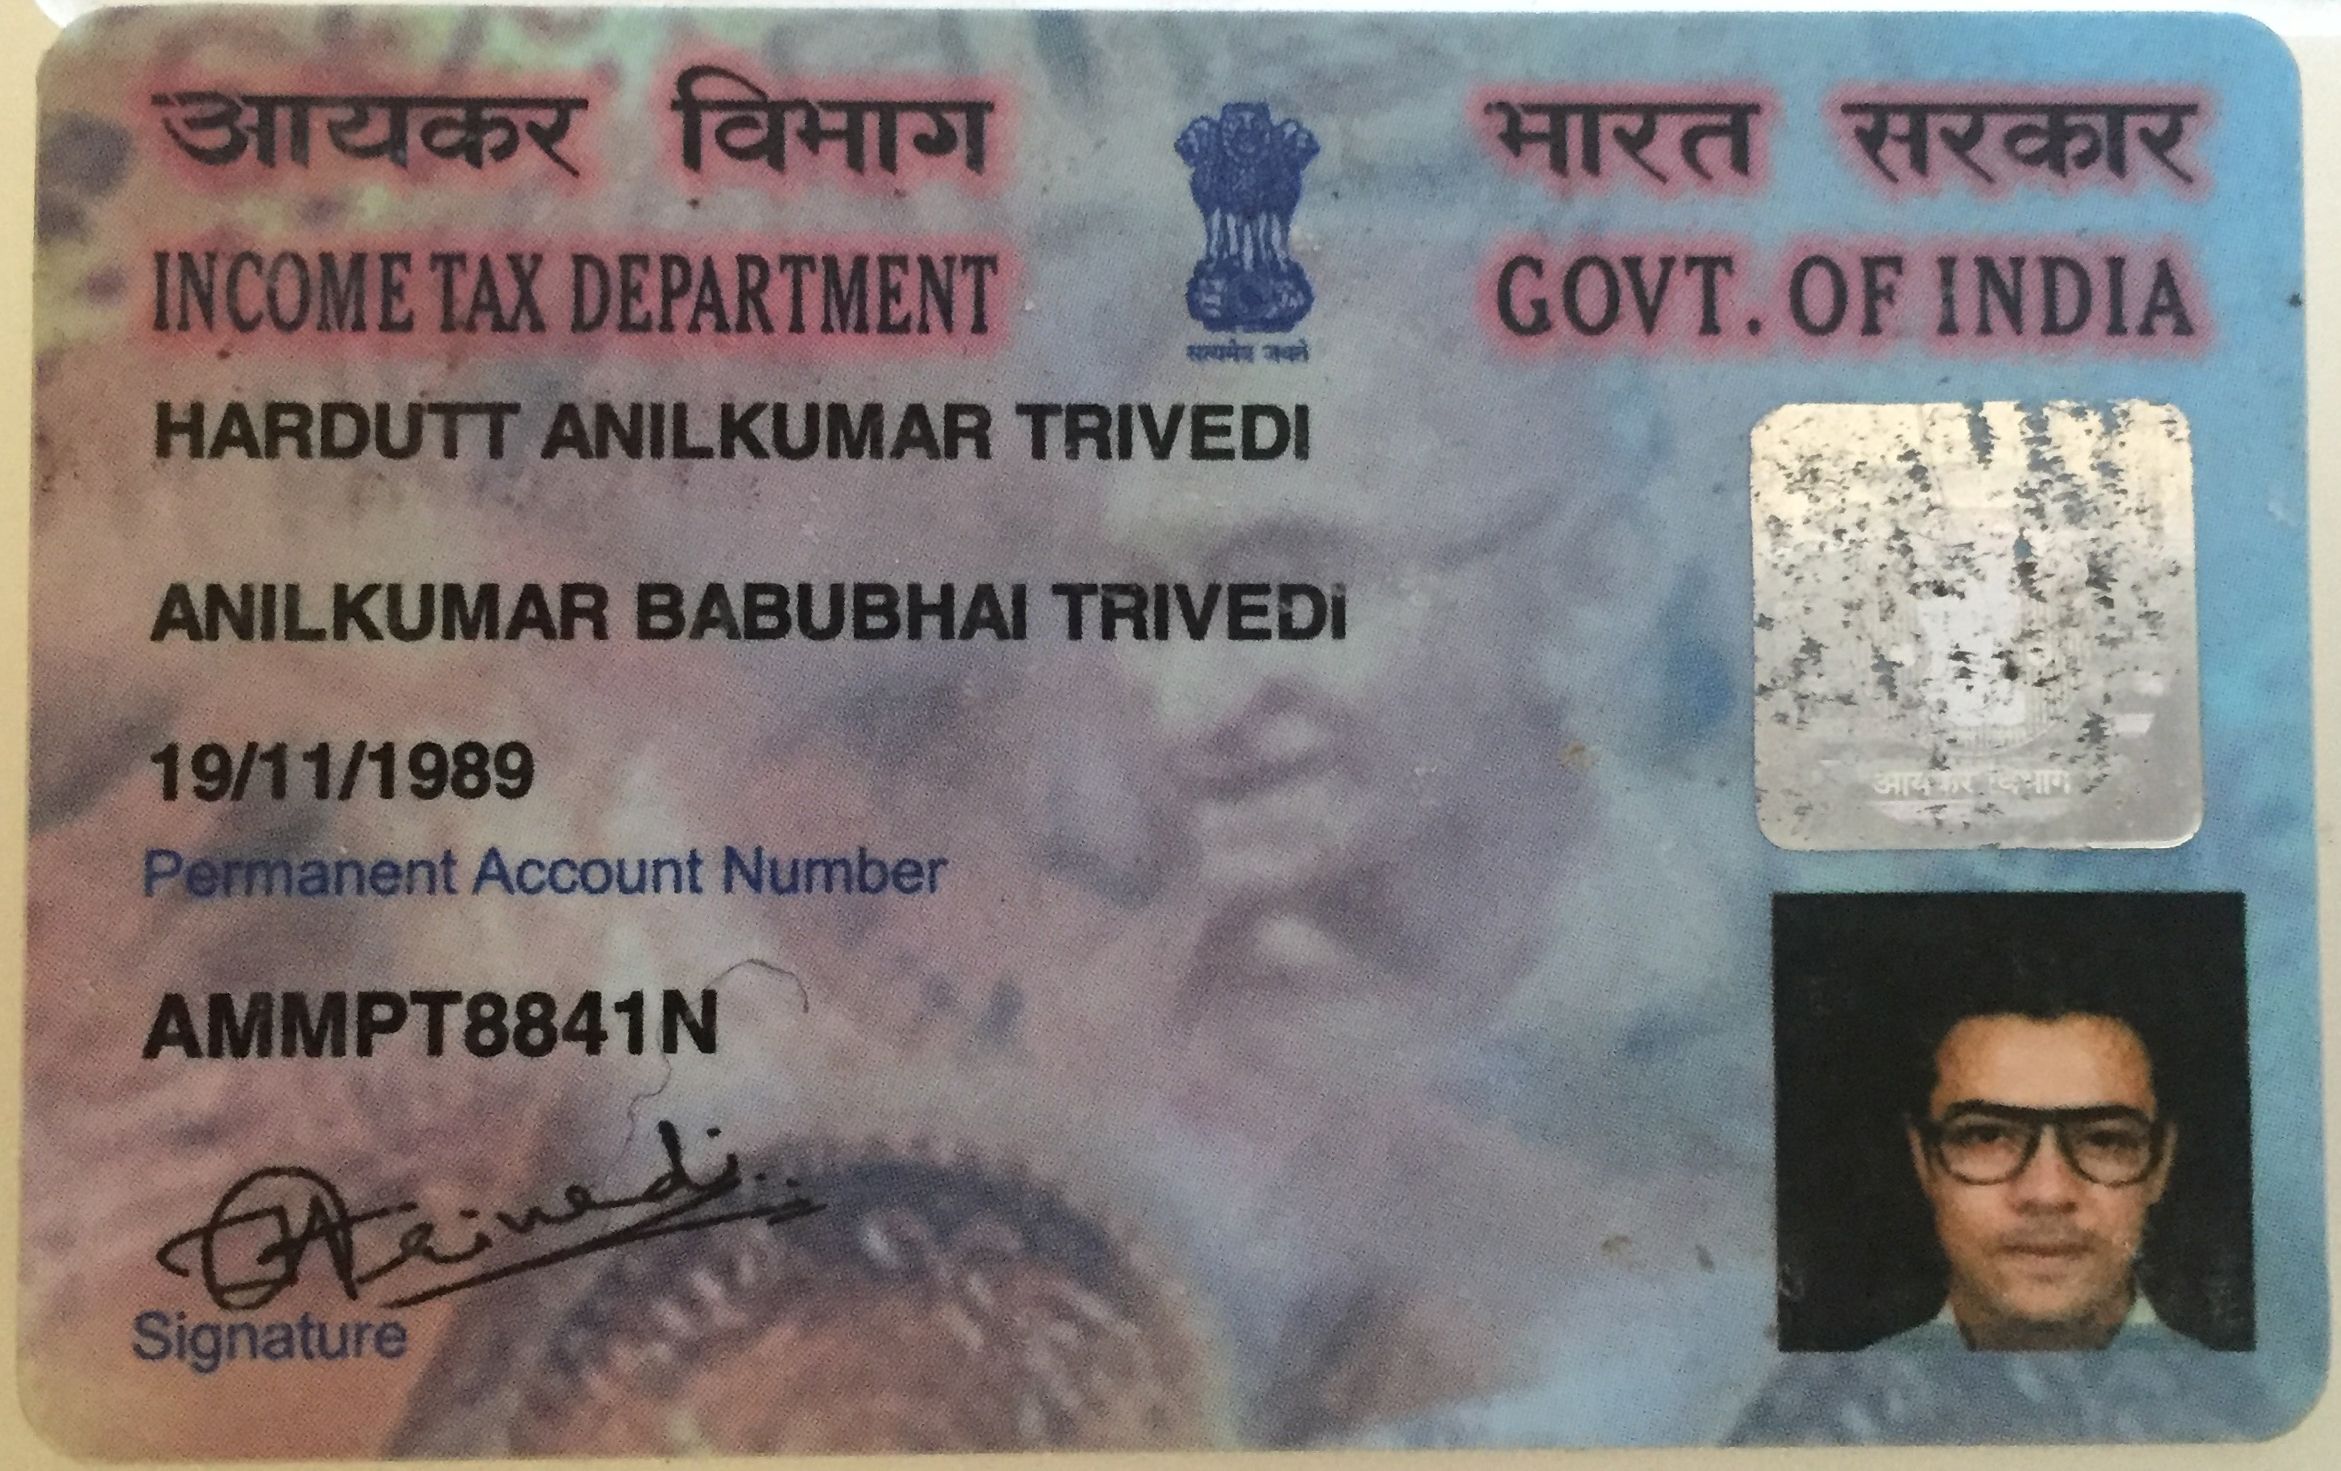 आयकर विभाग
INCOME TAX DEPARTMENT
सत्यमेव जयते
भारत सरकार
GOVT. OF INDIA
HARDUTT ANILKUMAR TRIVEDI
ANILKUMAR BABUBHAI TRIVEDI
19/11/1989
Permanent Account Number
AMMPT8841N
Trivedi
Signature
आयकर विभाग